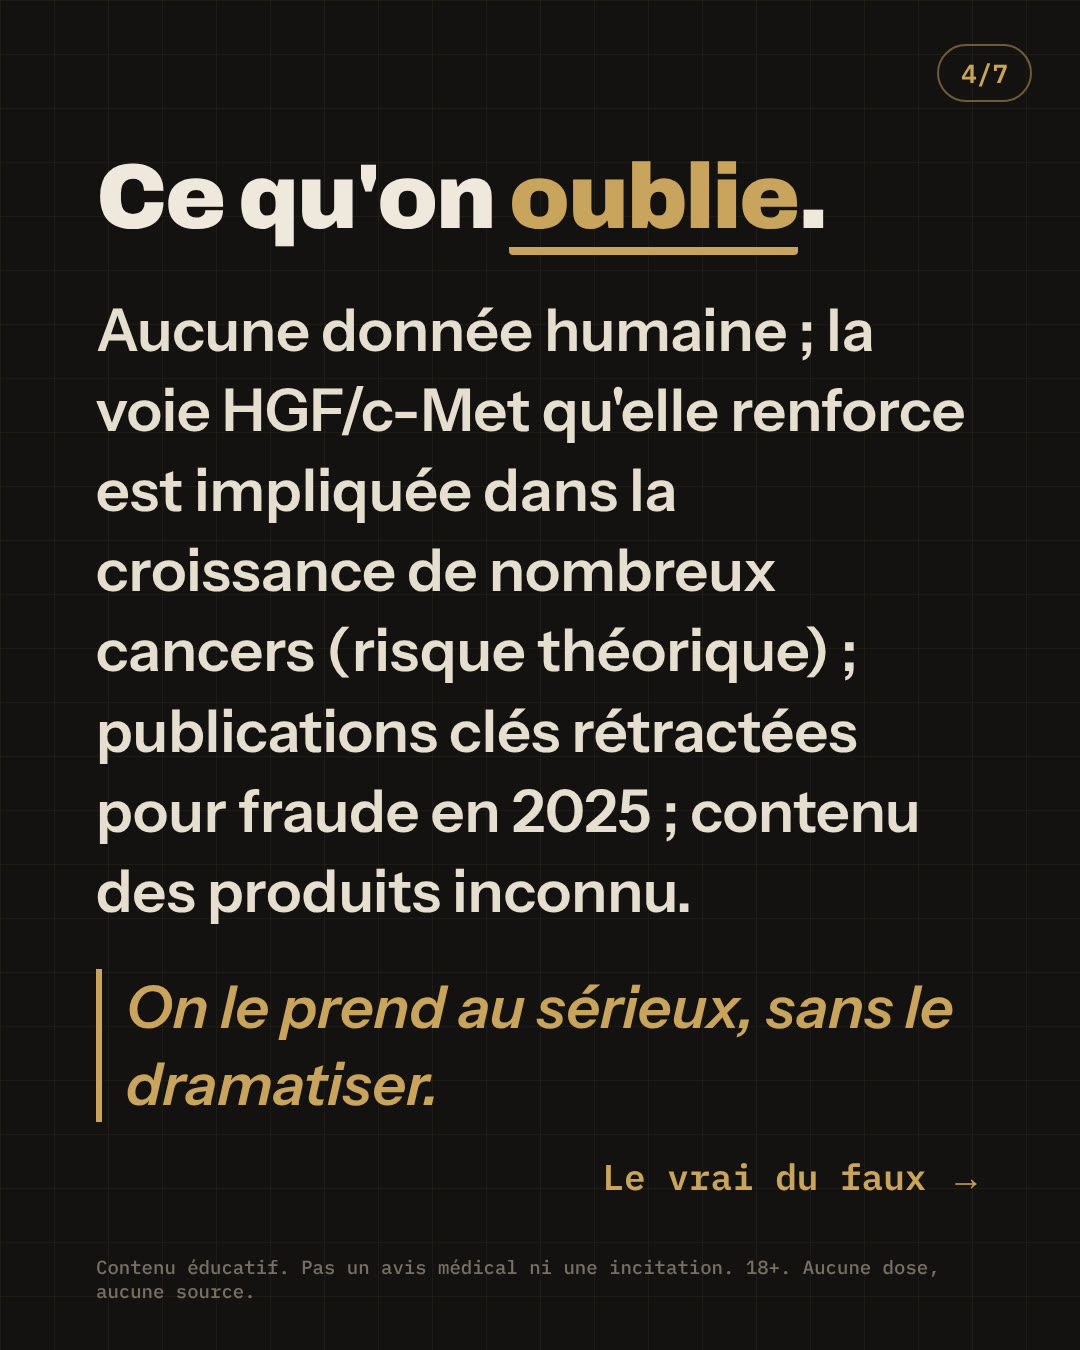 4/7
Ce qu'on oublie.
Aucune donnée humaine ; la
voie HGF/c-Met qu'elle renforce
est impliquée dans la
croissance de nombreux
cancers (risque théorique) ;
publications clés rétractées
pour fraude en 2025 ; contenu
des produits inconnu.
On le prend au sérieux, sans le
dramatiser.
Le vrai du faux →
Contenu éducatif. Pas un avis médical ni une incitation. 18+. Aucune dose,
aucune source.